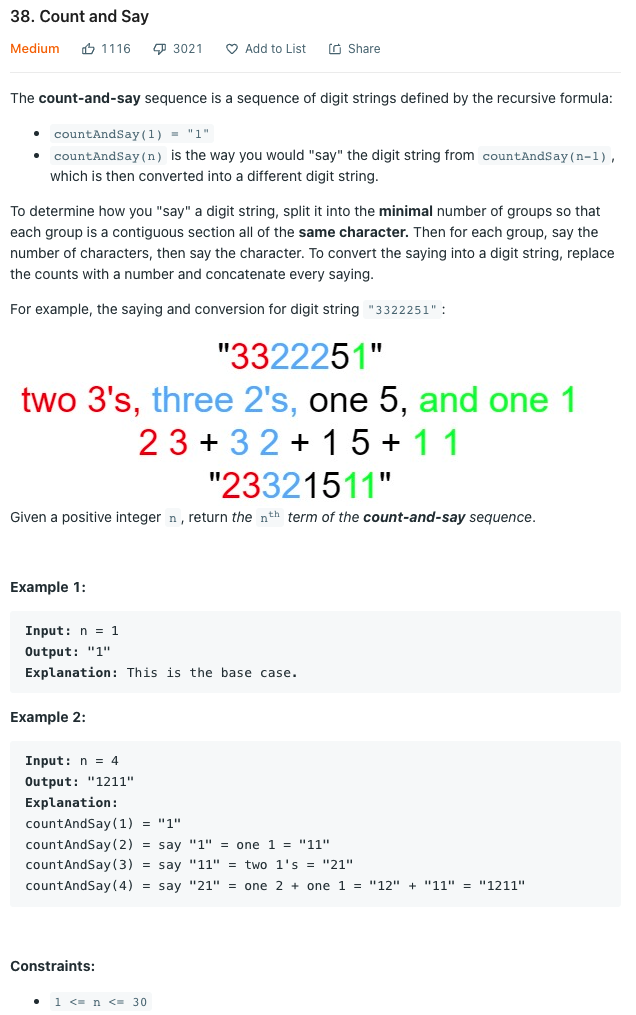 38. Count and Say
Medium 1116 3021 Add to List Share
The count-and-say sequence is a sequence of digit strings defined by the recursive formula:
• countAndSay(1) = "1"
• countAndSay(n) is the way you would "say" the digit string from countAndSay(n-1) ,
which is then converted into a different digit string.
To determine how you "say" a digit string, split it into the minimal number of groups so that
each group is a contiguous section all of the same character. Then for each group, say the
number of characters, then say the character. To convert the saying into a digit string, replace
the counts with a number and concatenate every saying.
For example, the saying and conversion for digit string "3322251" :
"3322251"
two 3's, three 2's, one 5, and one 1
2 3 + 3 2 + 1 5 + 1 1
"23321511"
Given a positive integer n , return the nth term of the count-and-say sequence.
Example 1:
Input: n = 1
Output: "1"
Explanation: This is the base case.
Example 2:
Input: n = 4
Output: "1211"
Explanation:
countAndSay(1) = "1"
countAndSay(2) = say "1" = one 1 = "11"
countAndSay(3) = say "11" = two 1's = "21"
countAndSay(4) = say "21" = one 2 + one 1 = "12" + "11" = "1211"
Constraints:
• 1 <= n <= 30